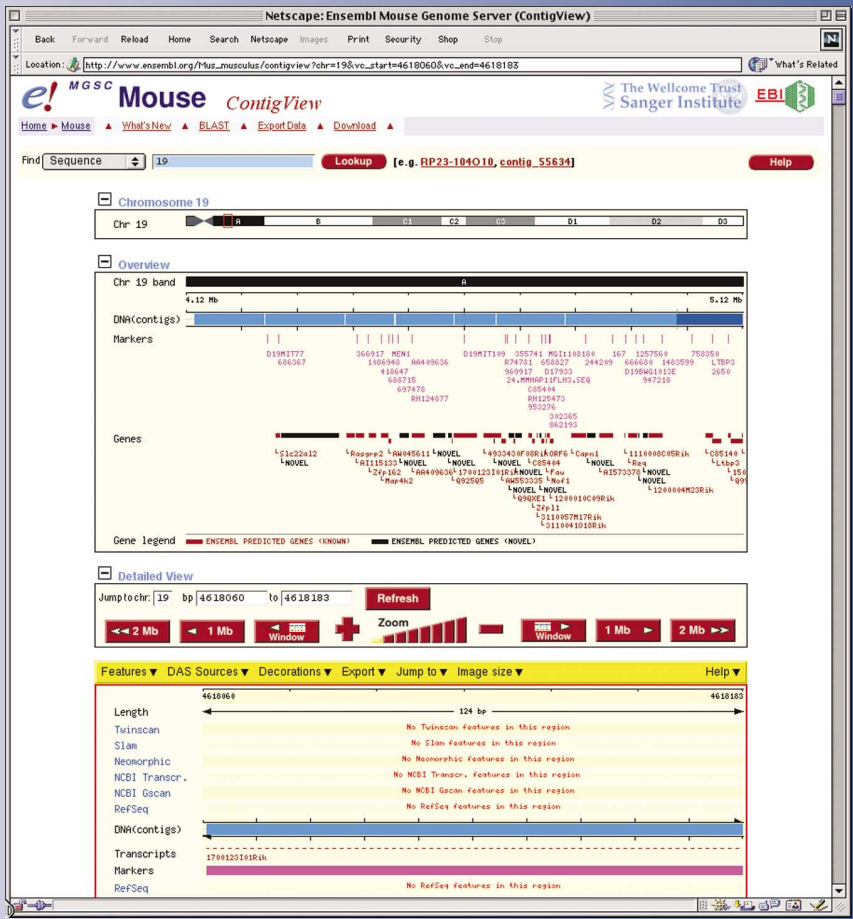 Netscape: Ensembl Mouse Genome Server (ContigView)
Back Forward Reload Home Search Netscape Images Print Security Shop Stop
Location: http://www.ensembl.org/Mus_musculus/contigview?chr=19&vc_start=4618060&vc_end=4618183 What's Related
e! MGSC Mouse ContigView The Wellcome Trust Sanger Institute EBI
Home ▶ Mouse ▲ What's New ▲ BLAST ▲ Export Data ▲ Download ▲
Find Sequence 19 Lookup [e.g. RP23-104O10, contig_55634] Help
Chromosome 19
Chr 19 A B C1 C2 C3 D1 D2 D3
Overview
Chr 19 band A
4.12 Mb 5.12 Mb
DNA(contigs)
Markers
D19MIT77 366917 MEN1 D19MIT109 355741 MGI:108180 167 1257560 758350
686367 1086948 AA409636 R74781 658827 244209 666680 1483599 LTBP3
418647 969917 D17933 D19BWG1013E 2650
688715 24.MMHAP11FLH3.SEQ 947218
697478 C85404
RH124877 RH125473
953276
302365
862193
Genes
Slc22a12 Rasgrp2 AW045611 NOVEL 4933430F08Rik ORF6 Capn1 1110008C05Rik C85140
NOVEL AI115133 NOVEL NOVEL NOVEL C85404 NOVEL Req Ltbp3
Zfp162 AA409636 1700123I01Rik NOVEL Fau AI573378 NOVEL 150
Map4k2 Q925Q5 AW553335 Nof1 Q99
NOVEL NOVEL 1200004M23Rik
Q9QXE1 1200010C09Rik
Zfpl1
3110057M17Rik
3110041O18Rik
Gene legend ENSEMBL PREDICTED GENES (KNOWN) ENSEMBL PREDICTED GENES (NOVEL)
Detailed View
Jump to chr: 19 bp 4618060 to 4618183 Refresh
◄◄ 2 Mb ◄ 1 Mb ◄ Window + Zoom - Window ► 1 Mb ► 2 Mb ►►
Features ▼ DAS Sources ▼ Decorations ▼ Export ▼ Jump to ▼ Image size ▼ Help ▼
4618060 4618183
Length 124 bp
Twinscan No Twinscan features in this region
Slam No Slam features in this region
Neomorphic No Neomorphic features in this region
NCBI Transcr. No NCBI Transcr. features in this region
NCBI Gscan No NCBI Gscan features in this region
RefSeq No RefSeq features in this region
DNA(contigs)
Transcripts
1700123I01Rik
Markers
RefSeq No RefSeq features in this region